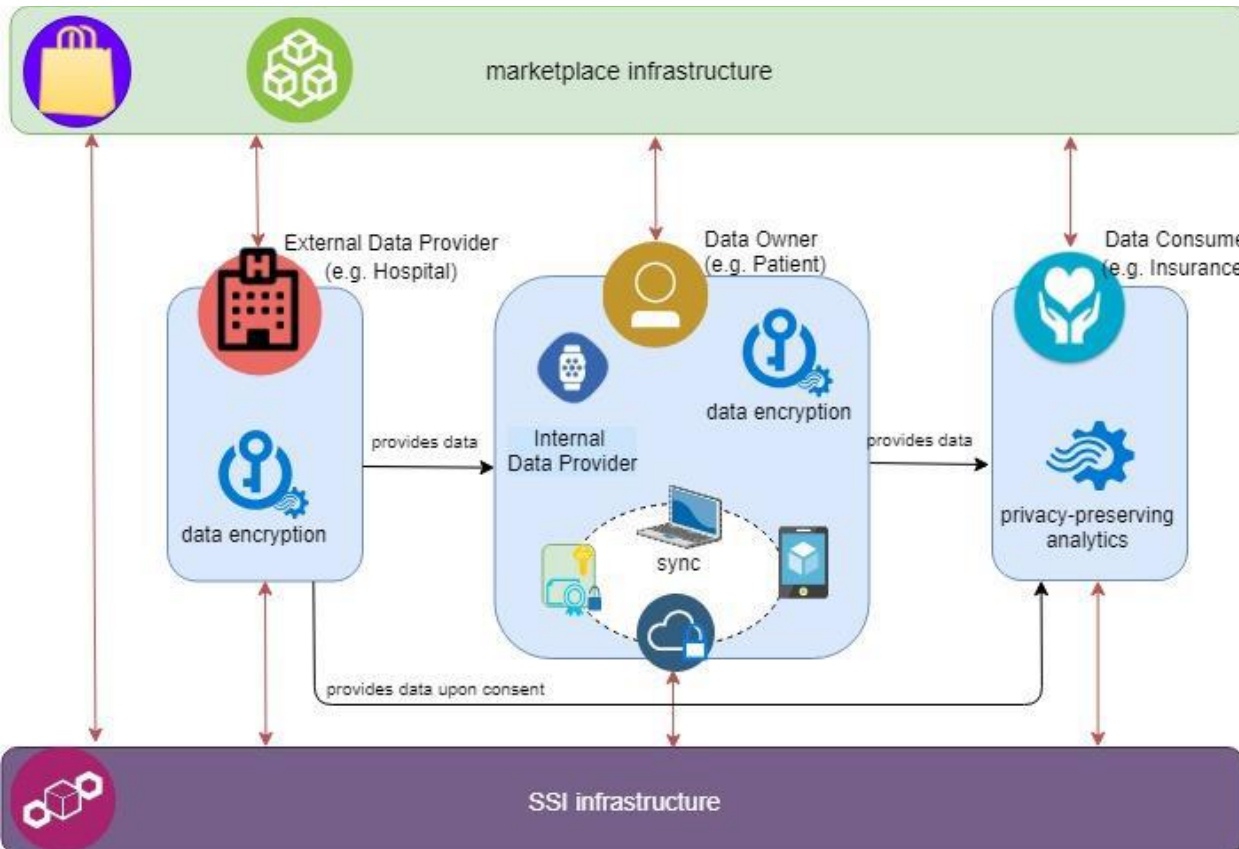 marketplace infrastructure
External Data Provider
(e.g. Hospital)
Data Owner
(e.g. Patient)
Data Consume
(e.g. Insurance
data encryption
Internal
Data Provider
provides data
provides data
data encryption
privacy-preserving
analytics
sync
provides data upon consent
SSI infrastructure